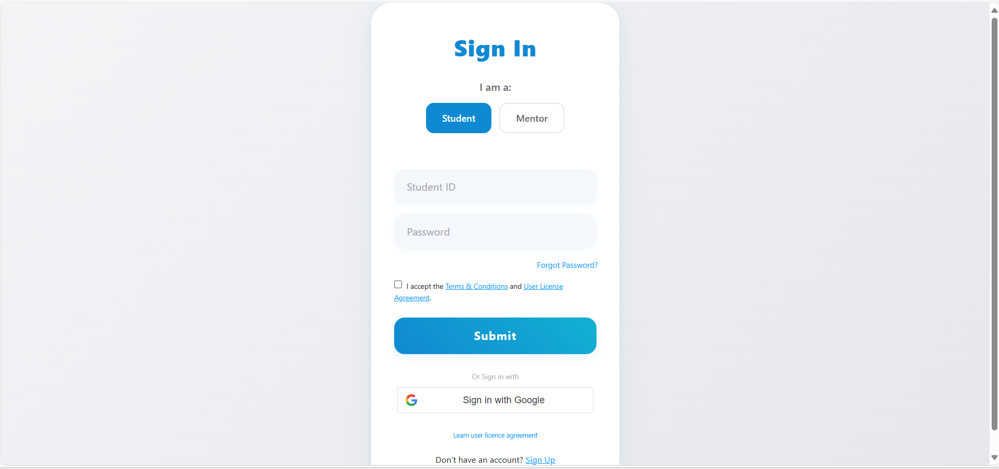 Sign In
I am a:
Student
Mentor
Student ID
Password
Forgot Password?
I accept the Terms & Conditions and User License
Agreement.
Submit
Or Sign in with
Sign in with Google
Learn user licence agreement
Don't have an account? Sign Up